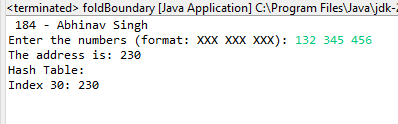 <terminated> foldBoundary [Java Application] C:\Program Files\Java\jdk-
184 - Abhinav Singh
Enter the numbers (format: XXX XXX XXX): 132 345 456
The address is: 230
Hash Table:
Index 30: 230